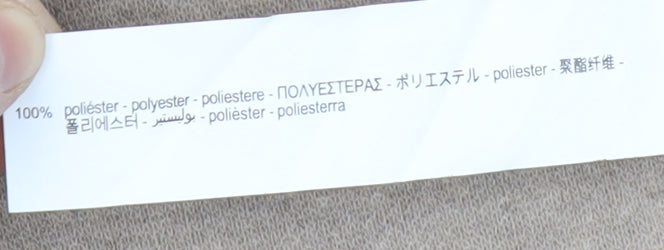 100% poliéster - polyester - poliestere - ΠΟΛΥΕΣΤΕΡΑΣ - ポリエステル - poliester - 聚酯纤维 -
폴리에스터 - بوليستير - polièster - poliesterra